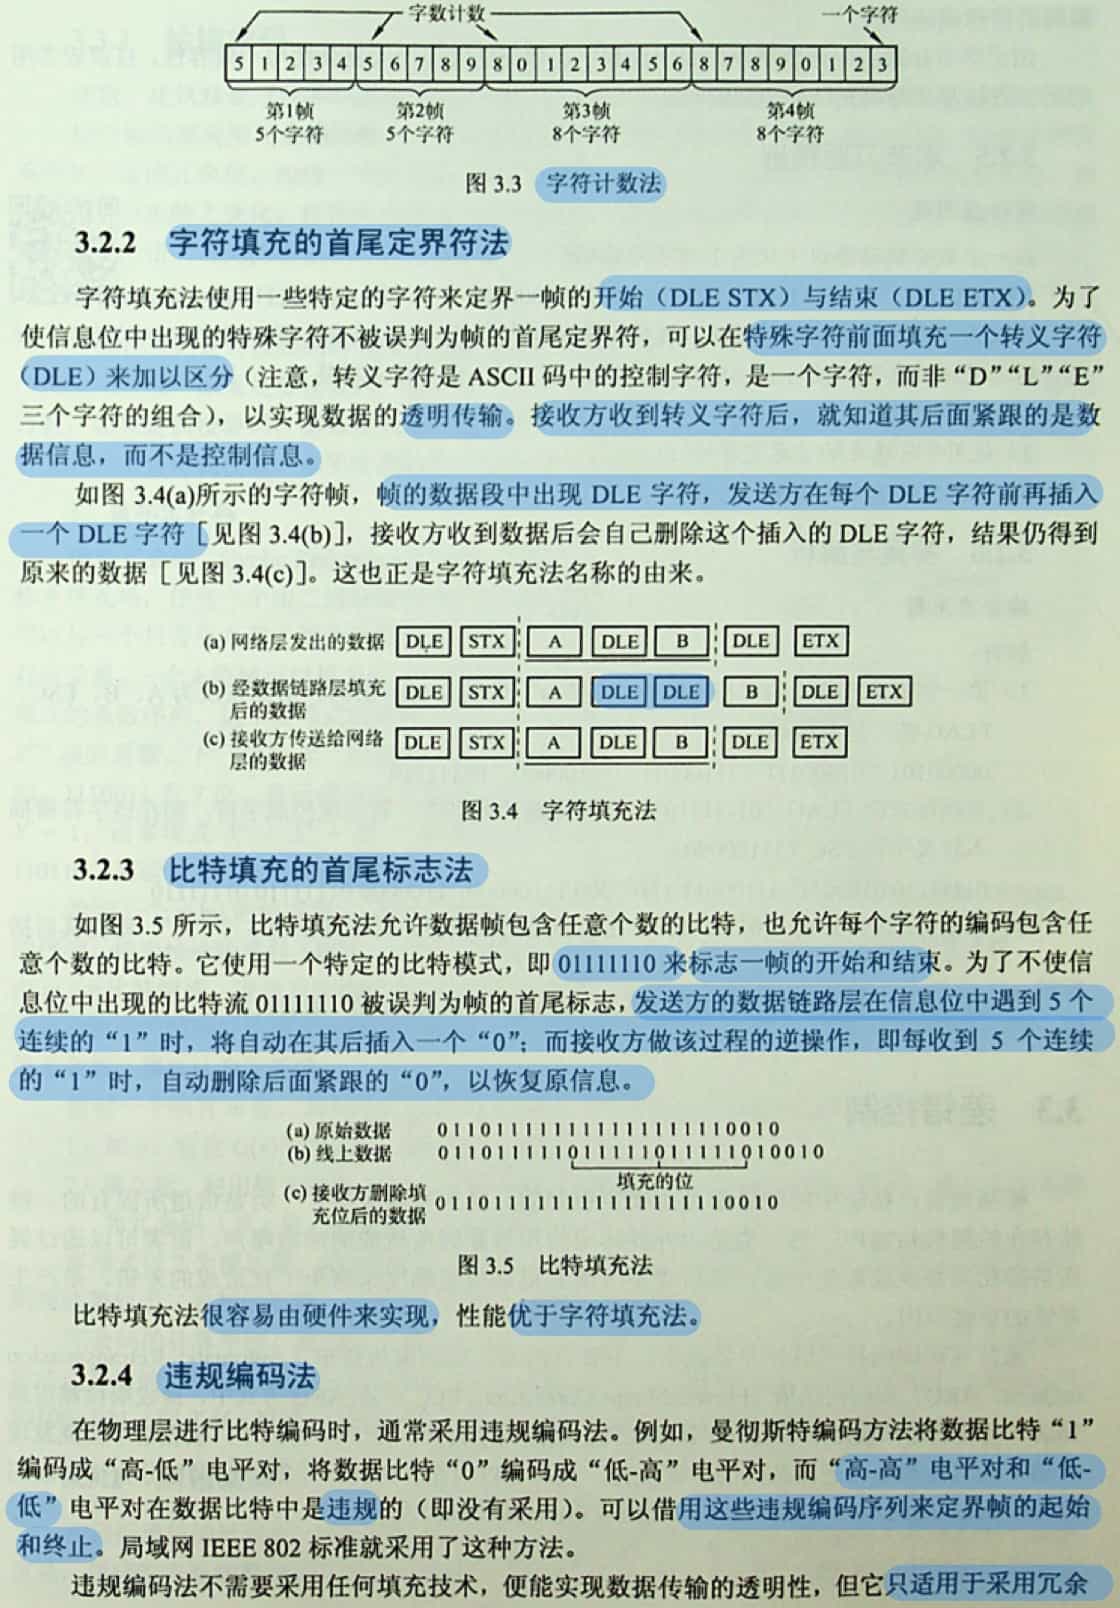 字数计数 一个字符
5 1 2 3 4 5 6 7 8 9 8 0 1 2 3 4 5 6 8 7 8 9 0 1 2 3
第1帧 第2帧 第3帧 第4帧
5个字符 5个字符 8个字符 8个字符
图 3.3 字符计数法
3.2.2 字符填充的首尾定界符法
字符填充法使用一些特定的字符来定界一帧的开始（DLE STX）与结束（DLE ETX）。为了
使信息位中出现的特殊字符不被误判为帧的首尾定界符，可以在特殊字符前面填充一个转义字符
（DLE）来加以区分（注意，转义字符是 ASCII 码中的控制字符，是一个字符，而非“D”“L”“E”
三个字符的组合），以实现数据的透明传输。接收方收到转义字符后，就知道其后面紧跟的是数
据信息，而不是控制信息。
如图 3.4(a)所示的字符帧，帧的数据段中出现 DLE 字符，发送方在每个 DLE 字符前再插入
一个 DLE 字符［见图 3.4(b)］，接收方收到数据后会自己删除这个插入的 DLE 字符，结果仍得到
原来的数据［见图 3.4(c)］。这也正是字符填充法名称的由来。
(a) 网络层发出的数据 DLE STX A DLE B DLE ETX
(b) 经数据链路层填充 DLE STX A DLE DLE B DLE ETX
后的数据
(c) 接收方传送给网络 DLE STX A DLE B DLE ETX
层的数据
图 3.4 字符填充法
3.2.3 比特填充的首尾标志法
如图 3.5 所示，比特填充法允许数据帧包含任意个数的比特，也允许每个字符的编码包含任
意个数的比特。它使用一个特定的比特模式，即 01111110 来标志一帧的开始和结束。为了不使信
息位中出现的比特流 01111110 被误判为帧的首尾标志，发送方的数据链路层在信息位中遇到 5 个
连续的“1”时，将自动在其后插入一个“0”；而接收方做该过程的逆操作，即每收到 5 个连续
的“1”时，自动删除后面紧跟的“0”，以恢复原信息。
(a) 原始数据 011011111111111111110010
(b) 线上数据 011011111011111011111010010
填充的位
(c) 接收方删除填 011011111111111111110010
充位后的数据
图 3.5 比特填充法
比特填充法很容易由硬件来实现，性能优于字符填充法。
3.2.4 违规编码法
在物理层进行比特编码时，通常采用违规编码法。例如，曼彻斯特编码方法将数据比特“1”
编码成“高-低”电平对，将数据比特“0”编码成“低-高”电平对，而“高-高”电平对和“低-
低”电平对在数据比特中是违规的（即没有采用）。可以借用这些违规编码序列来定界帧的起始
和终止。局域网 IEEE 802 标准就采用了这种方法。
违规编码法不需要采用任何填充技术，便能实现数据传输的透明性，但它只适用于采用冗余